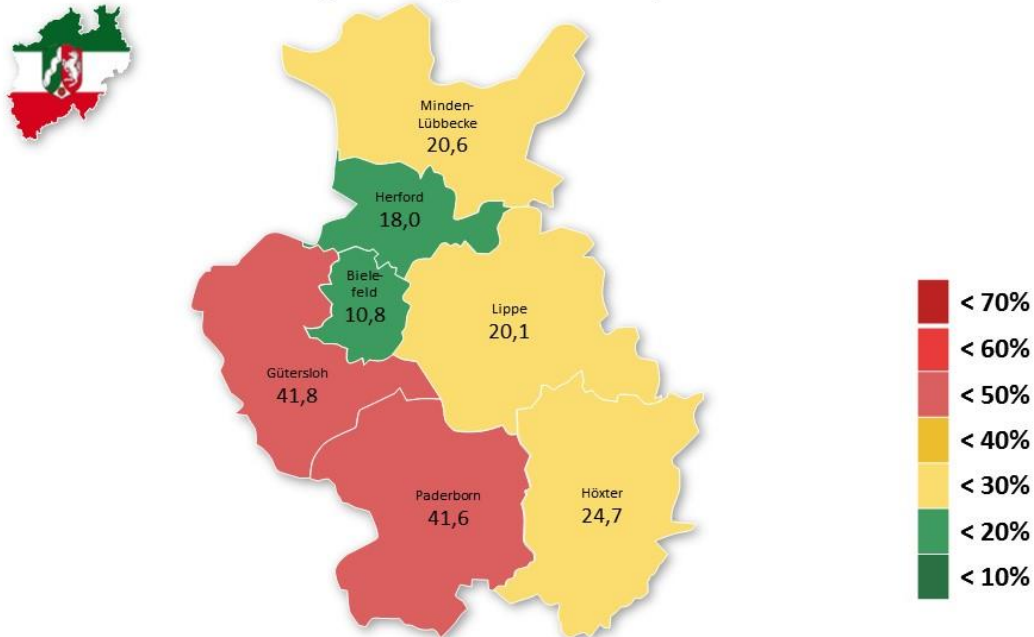 Minden-
Lübbecke
20,6
Herford
18,0
Biele-
feld
10,8
Lippe
20,1
Gütersloh
41,8
Paderborn
41,6
Höxter
24,7
< 70%
< 60%
< 50%
< 40%
< 30%
< 20%
< 10%